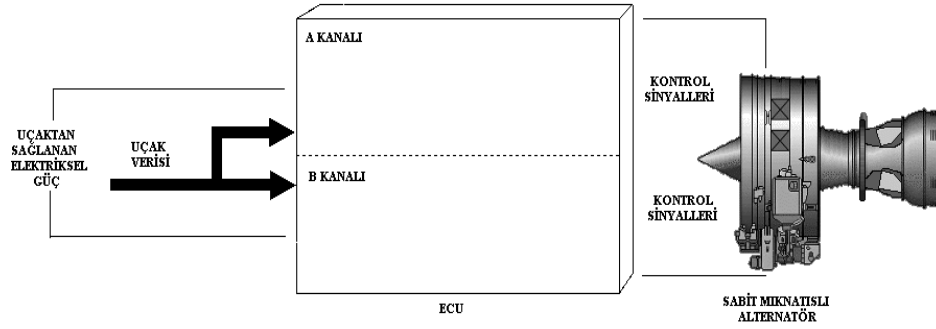 A KANALI
KONTROL
SİNYALLERİ
UÇAKTAN
SAĞLANAN
ELEKTRİKSEL
GÜÇ
UÇAK
VERİSİ
B KANALI
KONTROL
SİNYALLERİ
ECU
SABİT MIKNATISLI
ALTERNATÖR